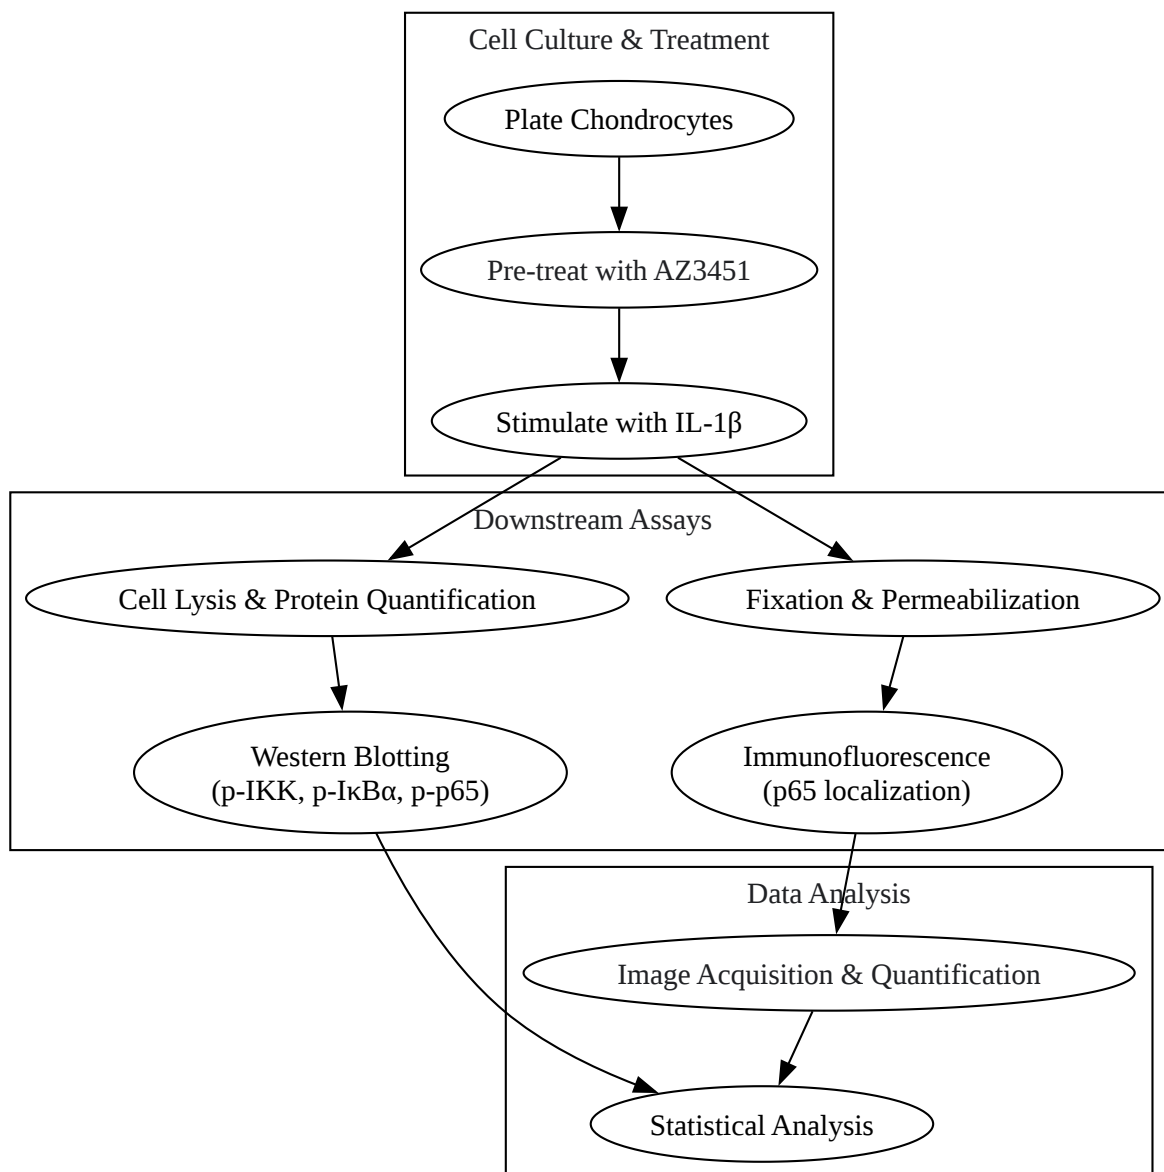 Cell Culture & Treatment
Plate Chondrocytes
Pre-treat with AZ3451
Stimulate with IL-1β
Downstream Assays
Cell Lysis & Protein Quantification
Fixation & Permeabilization
Western Blotting
(p-IKK, p-IκBα, p-p65)
Immunofluorescence
(p65 localization)
Data Analysis
Image Acquisition & Quantification
Statistical Analysis